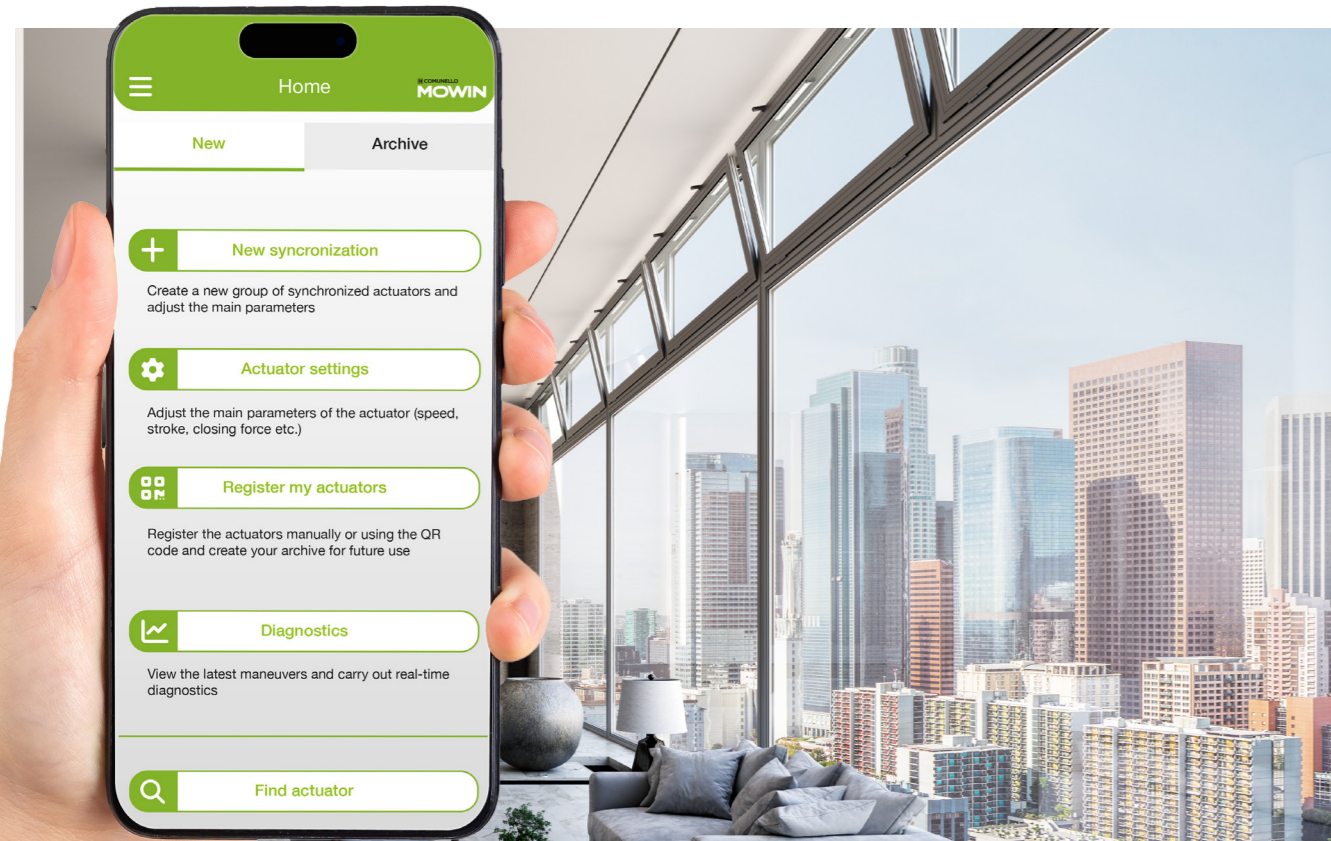 Home
COMUNELLO
MOWIN
New
Archive
New syncronization
Create a new group of synchronized actuators and
adjust the main parameters
Actuator settings
Adjust the main parameters of the actuator (speed,
stroke, closing force etc.)
Register my actuators
Register the actuators manually or using the QR
code and create your archive for future use
Diagnostics
View the latest maneuvers and carry out real-time
diagnostics
Find actuator